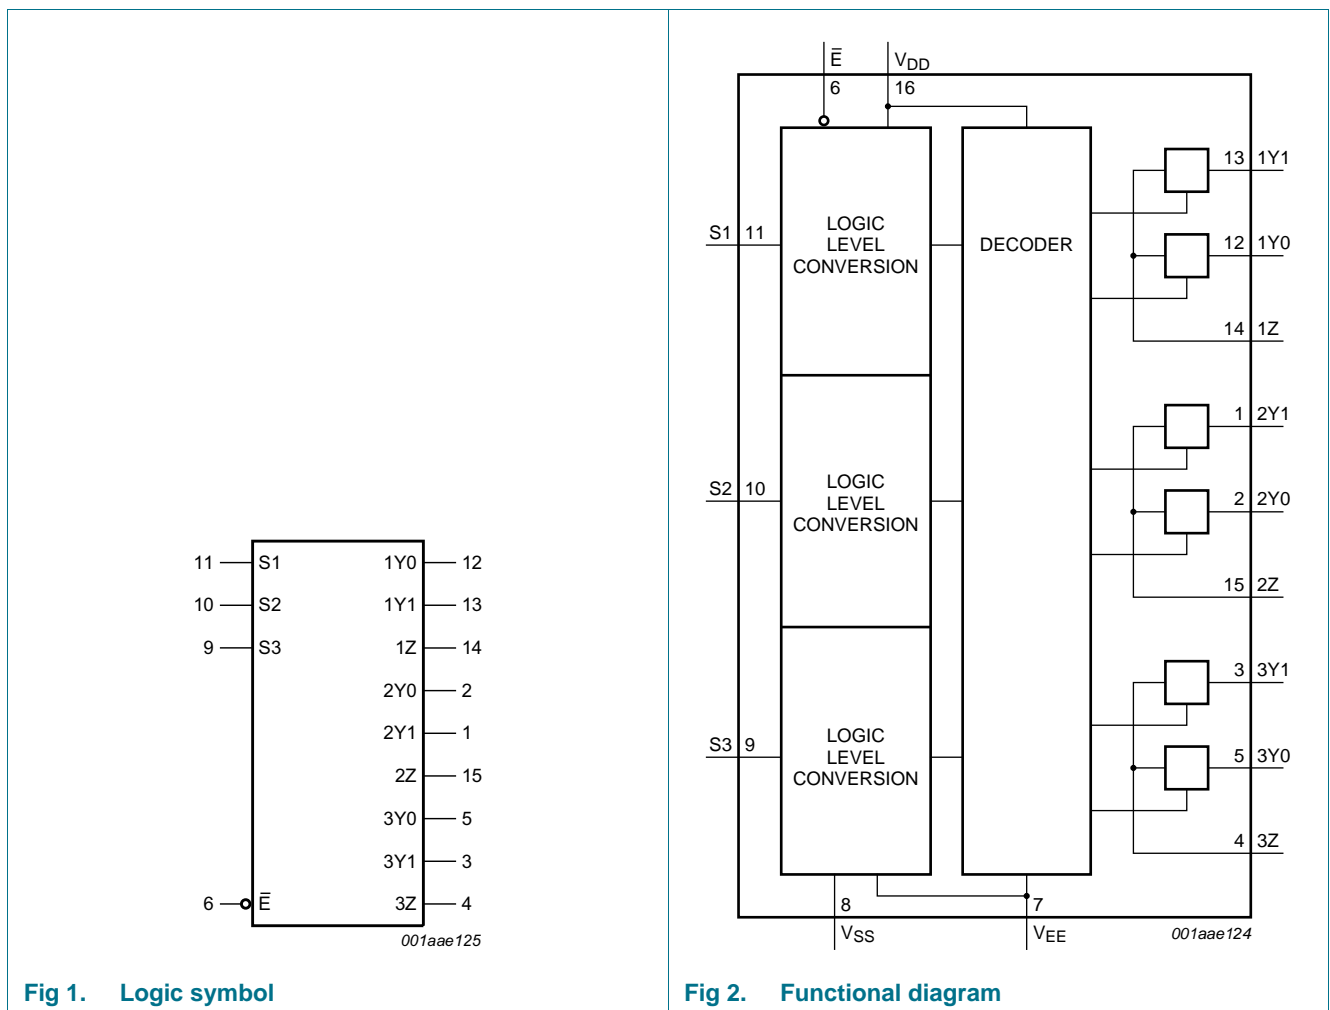 11 S1 1Y0 12
10 S2 1Y1 13
9 S3 1Z 14
2Y0 2
2Y1 1
2Z 15
3Y0 5
3Y1 3
6 E̅ 3Z 4
001aae125
Fig 1. Logic symbol
E̅ VDD
6 16
S1 11
LOGIC
LEVEL
CONVERSION
DECODER
13 1Y1
12 1Y0
14 1Z
S2 10
LOGIC
LEVEL
CONVERSION
1 2Y1
2 2Y0
15 2Z
S3 9
LOGIC
LEVEL
CONVERSION
3 3Y1
5 3Y0
4 3Z
8 7
VSS VEE
001aae124
Fig 2. Functional diagram